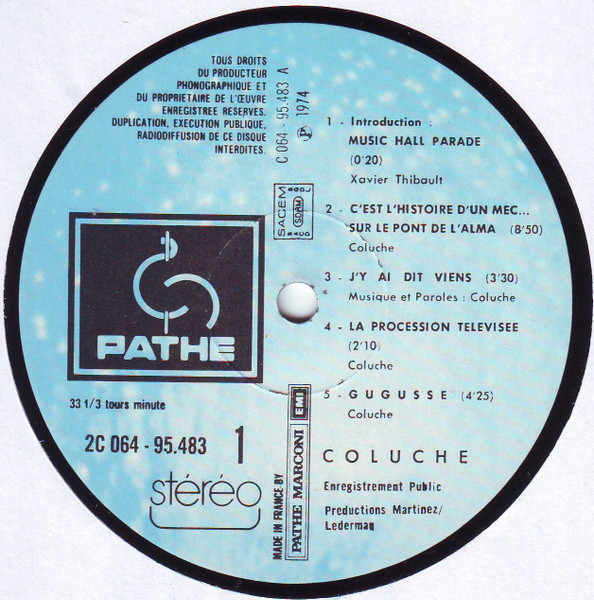 TOUS DROITS
DU PRODUCTEUR
PHONOGRAPHIQUE ET
DU PROPRIETAIRE DE L'ŒUVRE
ENREGISTREE RESERVES.
DUPLICATION, EXECUTION PUBLIQUE,
RADIODIFFUSION DE CE DISQUE
INTERDITES.
C 064 - 95.483 A
Ⓟ 1974
SACEM
SDRM
PATHE
33 1/3 tours minute
2C 064 - 95.483 1
stéréo
MADE IN FRANCE BY
PATHE MARCONI EMI
1 - Introduction :
MUSIC HALL PARADE
(0'20)
Xavier Thibault
2 - C'EST L'HISTOIRE D'UN MEC...
SUR LE PONT DE L'ALMA (8'50)
Coluche
3 - J'Y AI DIT VIENS (3'30)
Musique et Paroles : Coluche
4 - LA PROCESSION TELEVISEE
(2'10)
Coluche
5 - GUGUSSE (4'25)
Coluche
COLUCHE
Enregistrement Public
Productions Martinez/
Lederman